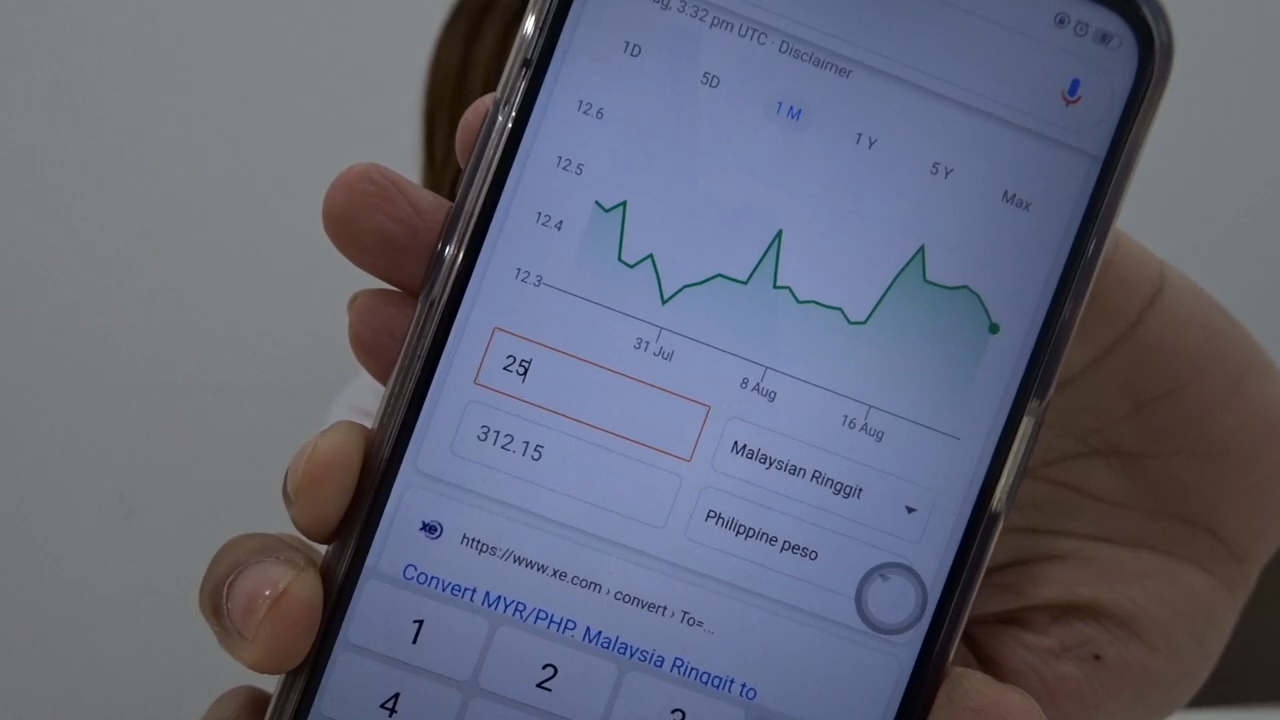 3:32 pm UTC · Disclaimer
1D 5D 1 M 1 Y 5 Y Max
12.6
12.5
12.4
12.3
31 Jul 8 Aug 16 Aug
25
Malaysian Ringgit
312.15
Philippine peso
xe
https://www.xe.com › convert › To=...
Convert MYR/PHP. Malaysia Ringgit to
1 2
4